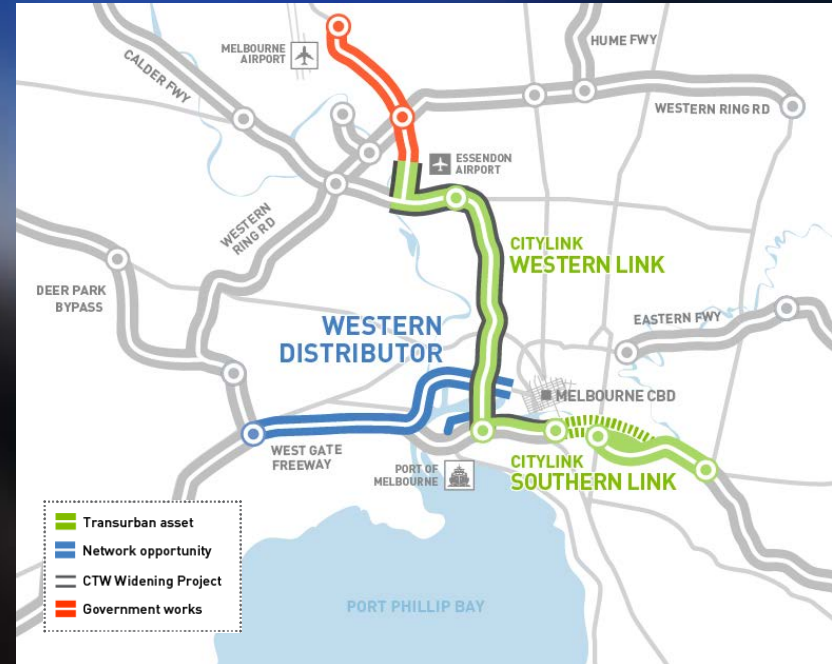 MELBOURNE
AIRPORT
HUME FWY
CALDER FWY
WESTERN RING RD
ESSENDON
AIRPORT
WESTERN
RING RD
CITYLINK
WESTERN LINK
DEER PARK
BYPASS
WESTERN
DISTRIBUTOR
EASTERN FWY
MELBOURNE CBD
WEST GATE
FREEWAY
PORT OF
MELBOURNE
CITYLINK
SOUTHERN LINK
Transurban asset
Network opportunity
CTW Widening Project
Government works
PORT PHILLIP BAY